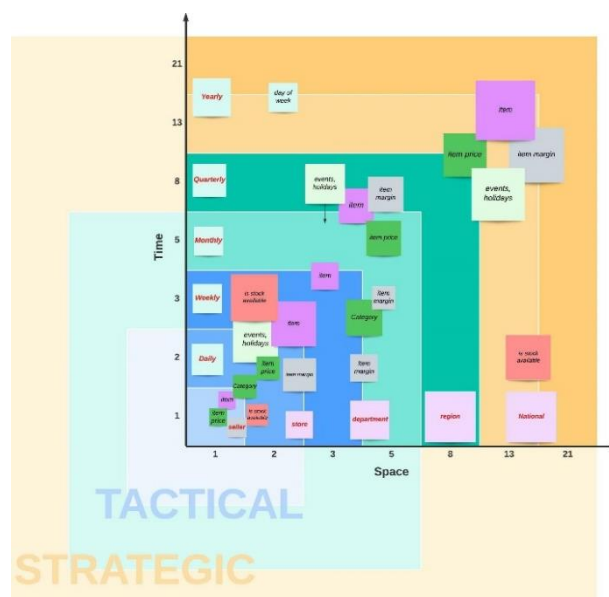 21
Yearly
day of
week
item
13
item price
item margin
8
Quarterly
events,
holidays
item
margin
events,
holidays
item
Time
5
Monthly
item price
item
3
Weekly
is stock
available
item
margin
Category
item
events,
holidays
is stock
available
2
Daily
item
price
item margin
item
margin
Category
item
1
item
price
is stock
available
seller
store
department
region
National
1
2
3
5
8
13
21
Space
TACTICAL
STRATEGIC